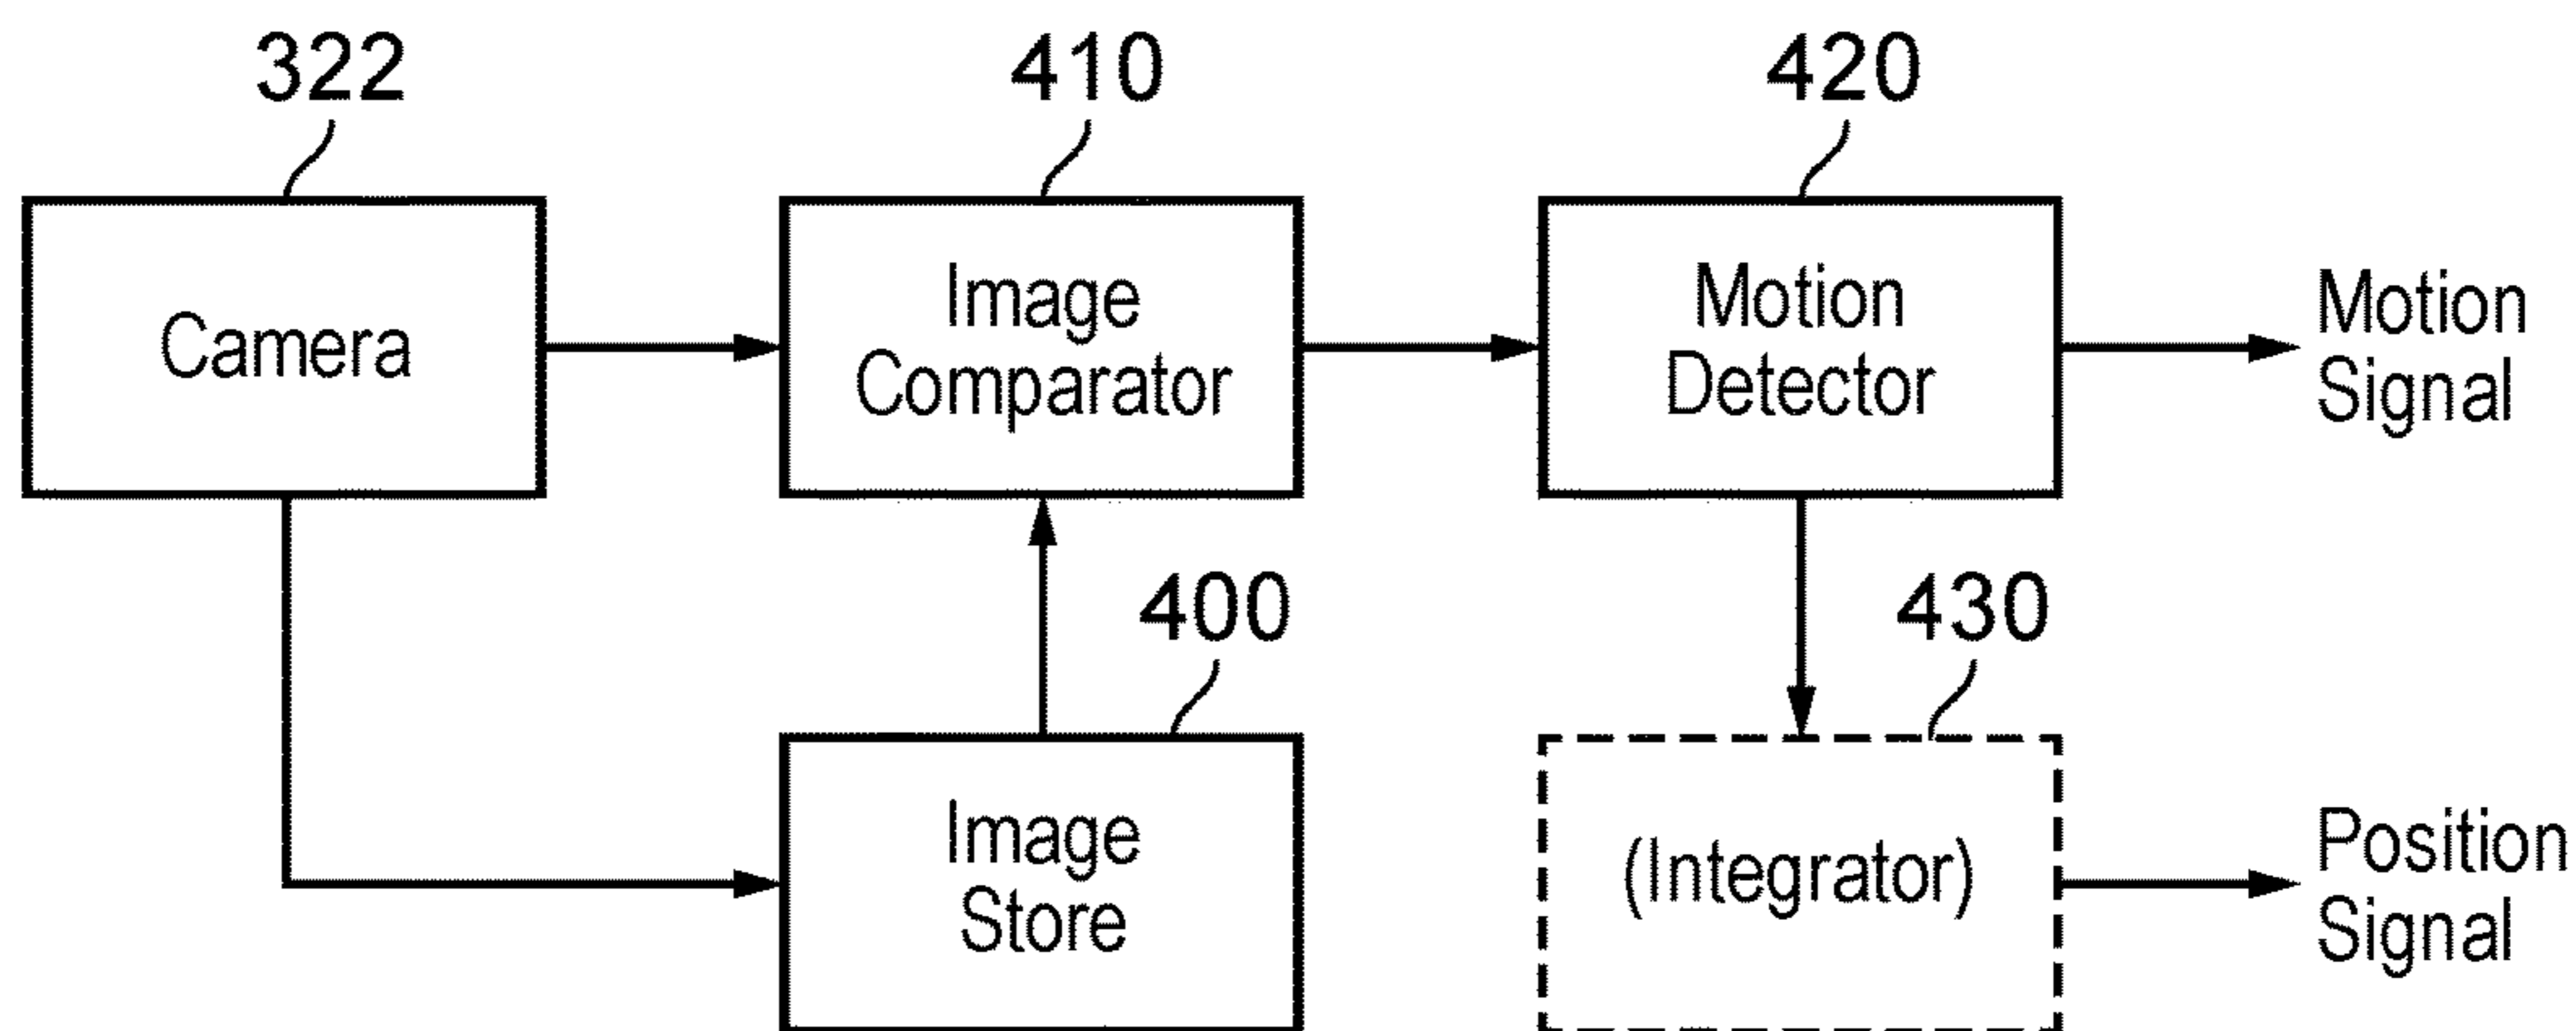 322
410
420
Camera
Image
Comparator
Motion
Detector
Motion
Signal
400
430
Image
Store
(Integrator)
Position
Signal